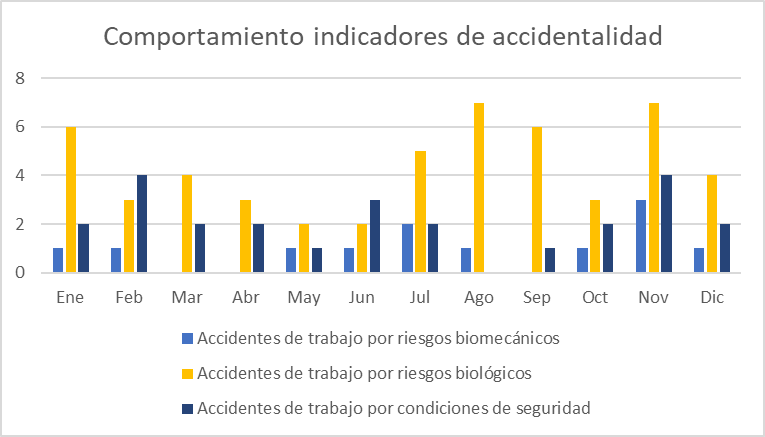 Comportamiento indicadores de accidentalidad
8
6
4
2
0
Ene Feb Mar Abr May Jun Jul Ago Sep Oct Nov Dic
Accidentes de trabajo por riesgos biomecánicos
Accidentes de trabajo por riesgos biológicos
Accidentes de trabajo por condiciones de seguridad